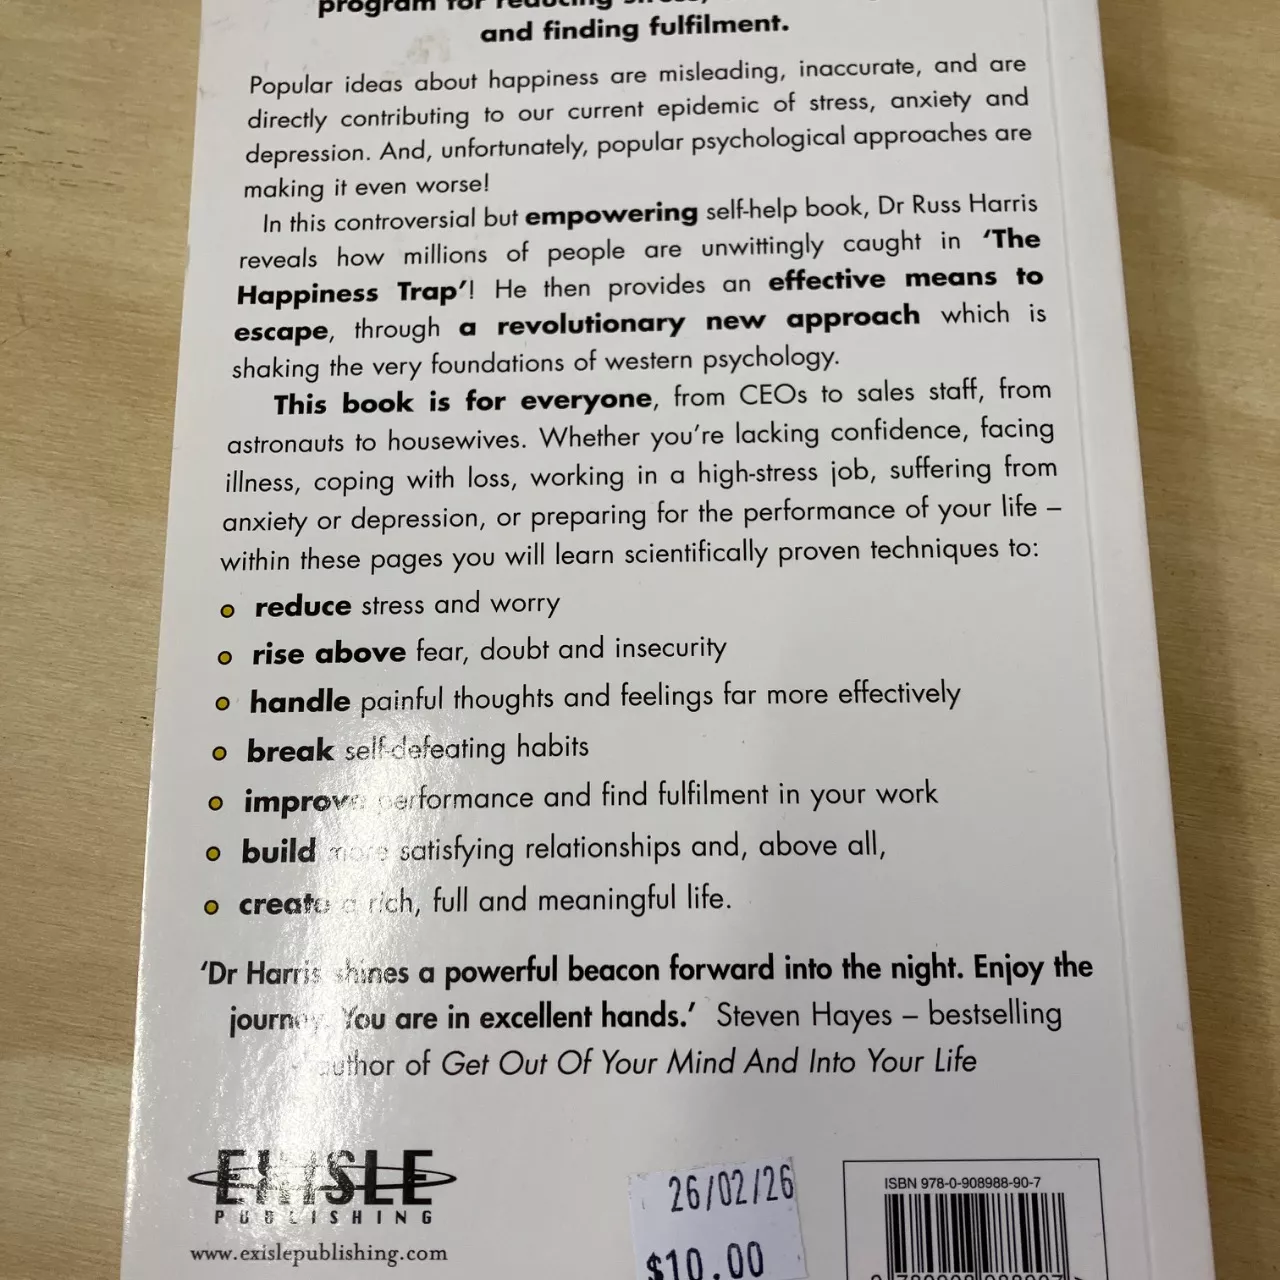 program for reducing stress,
and finding fulfilment.
Popular ideas about happiness are misleading, inaccurate, and are
directly contributing to our current epidemic of stress, anxiety and
depression. And, unfortunately, popular psychological approaches are
making it even worse!
In this controversial but empowering self-help book, Dr Russ Harris
reveals how millions of people are unwittingly caught in ‘The
Happiness Trap’! He then provides an effective means to
escape, through a revolutionary new approach which is
shaking the very foundations of western psychology.
This book is for everyone, from CEOs to sales staff, from
astronauts to housewives. Whether you’re lacking confidence, facing
illness, coping with loss, working in a high-stress job, suffering from
anxiety or depression, or preparing for the performance of your life –
within these pages you will learn scientifically proven techniques to:
reduce stress and worry
rise above fear, doubt and insecurity
handle painful thoughts and feelings far more effectively
break self-defeating habits
improve performance and find fulfilment in your work
build more satisfying relationships and, above all,
create a rich, full and meaningful life.
‘Dr Harris shines a powerful beacon forward into the night. Enjoy the
journey. You are in excellent hands.’ Steven Hayes – bestselling
author of Get Out Of Your Mind And Into Your Life
EXISLE
PUBLISHING
www.exislepublishing.com
26/02/26
$10.00
ISBN 978-0-908988-90-7